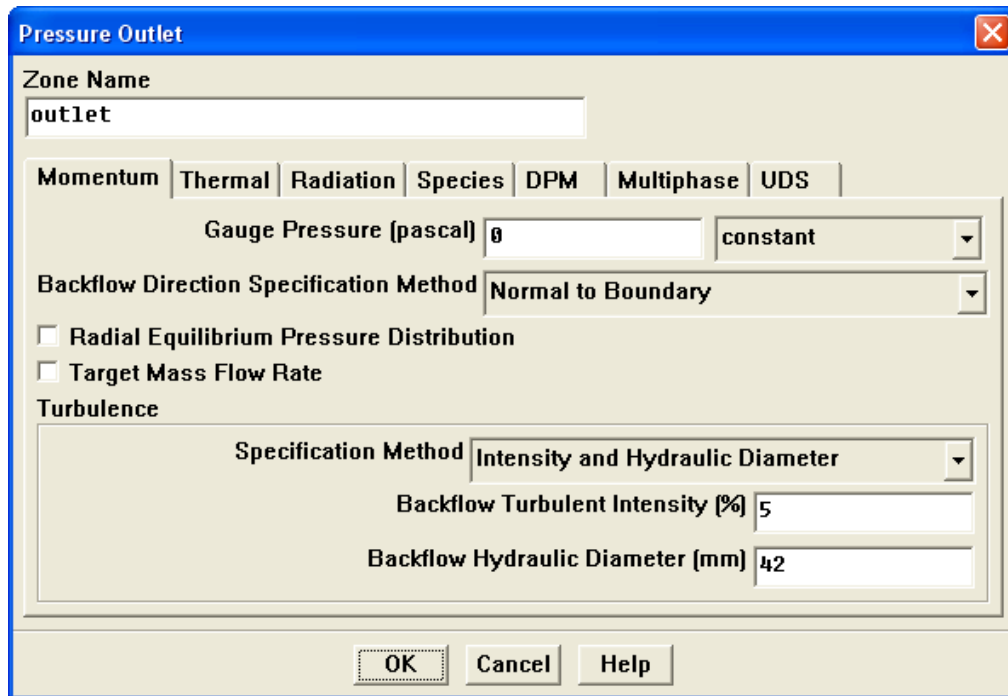 Pressure Outlet
Zone Name
outlet
Momentum Thermal Radiation Species DPM Multiphase UDS
Gauge Pressure (pascal) 0 constant
Backflow Direction Specification Method Normal to Boundary
Radial Equilibrium Pressure Distribution
Target Mass Flow Rate
Turbulence
Specification Method Intensity and Hydraulic Diameter
Backflow Turbulent Intensity (%) 5
Backflow Hydraulic Diameter (mm) 42
OK Cancel Help